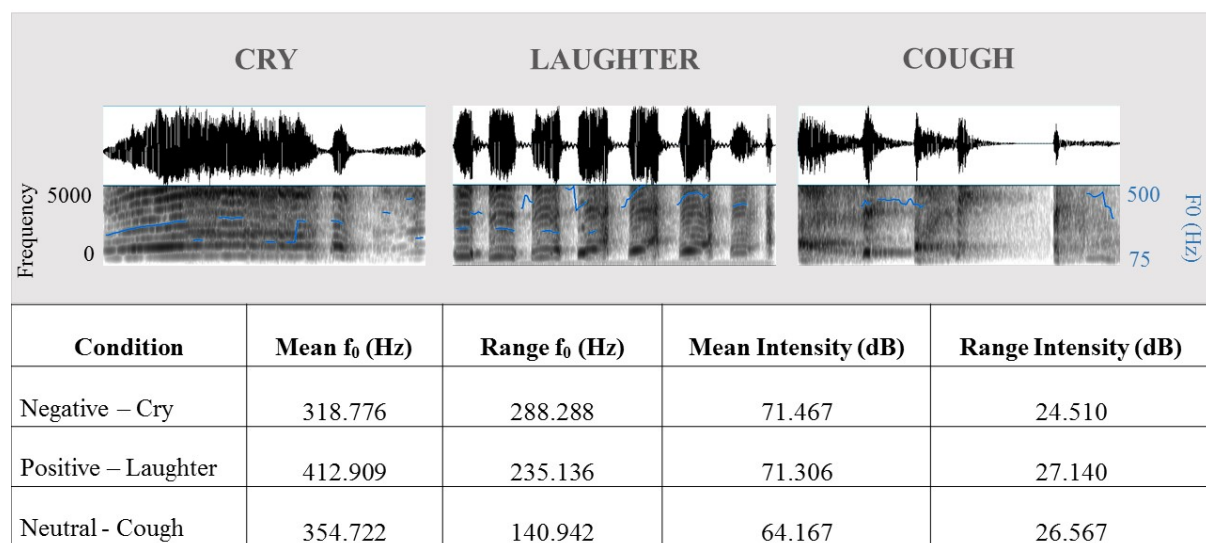 CRY LAUGHTER COUGH
Frequency
5000
0
500
75
F0 (Hz)
Condition Mean f₀ (Hz) Range f₀ (Hz) Mean Intensity (dB) Range Intensity (dB)
Negative – Cry 318.776 288.288 71.467 24.510
Positive – Laughter 412.909 235.136 71.306 27.140
Neutral - Cough 354.722 140.942 64.167 26.567